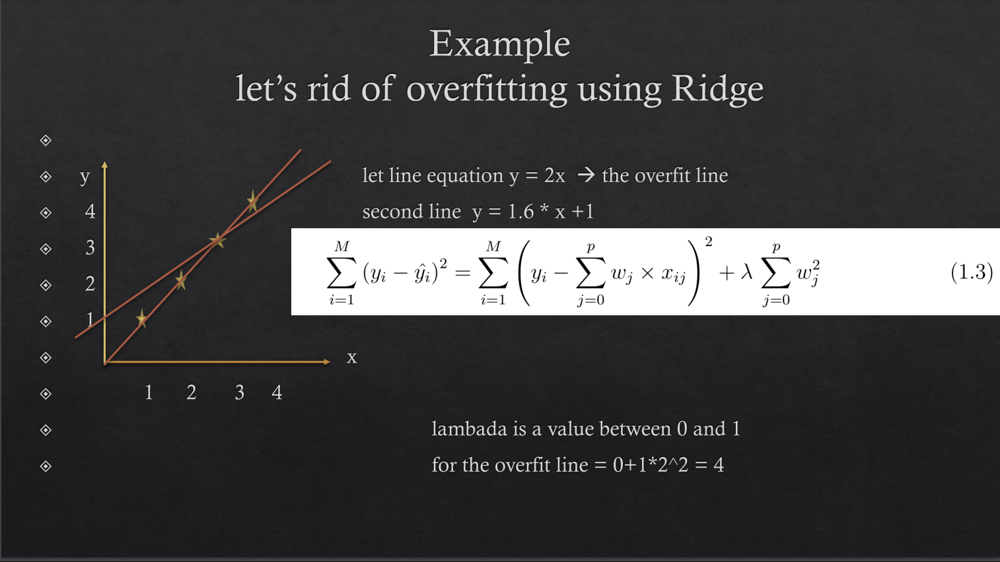 Example
let’s rid of overfitting using Ridge
y
4
3
2
1
x
1 2 3 4
let line equation y = 2x → the overfit line
second line y = 1.6 * x +1
\sum_{i=1}^{M} (y_i - \hat{y_i})^2 = \sum_{i=1}^{M} \left( y_i - \sum_{j=0}^{p} w_j \times x_{ij} \right)^2 + \lambda \sum_{j=0}^{p} w_j^2 (1.3)
lambada is a value between 0 and 1
for the overfit line = 0+1*2^2 = 4